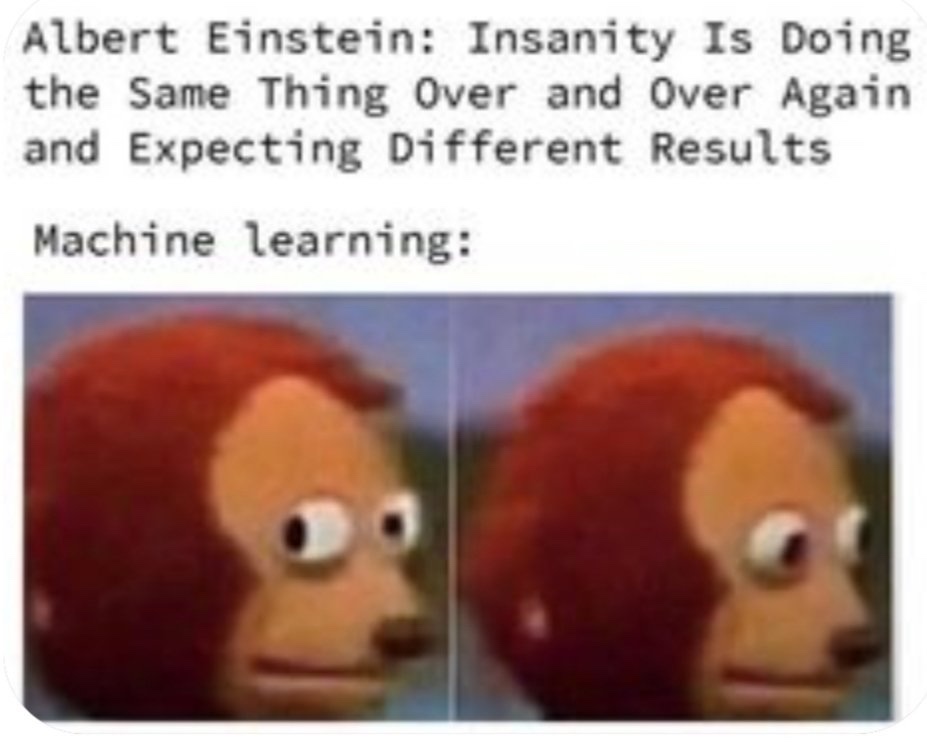 Albert Einstein: Insanity Is Doing
the Same Thing Over and Over Again
and Expecting Different Results
Machine learning: